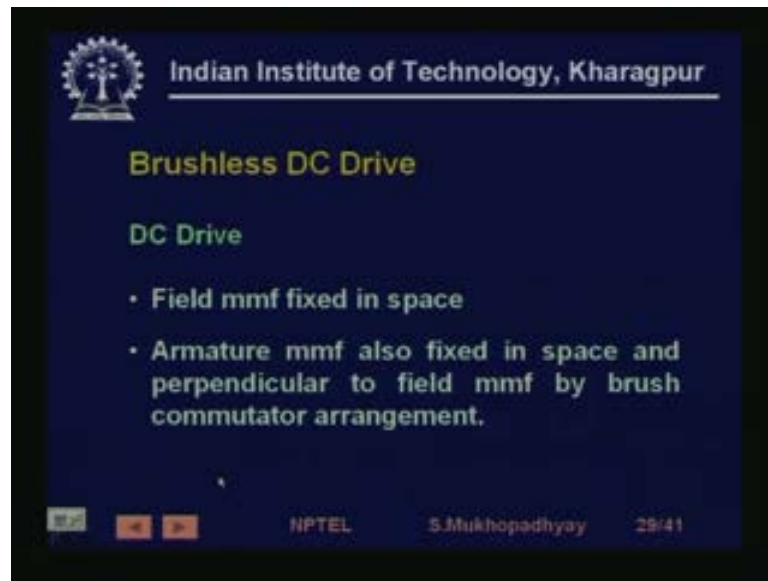 Indian Institute of Technology, Kharagpur
Brushless DC Drive
DC Drive
• Field mmf fixed in space
• Armature mmf also fixed in space and
perpendicular to field mmf by brush
commutator arrangement.
NPTEL S.Mukhopadhyay 29/41